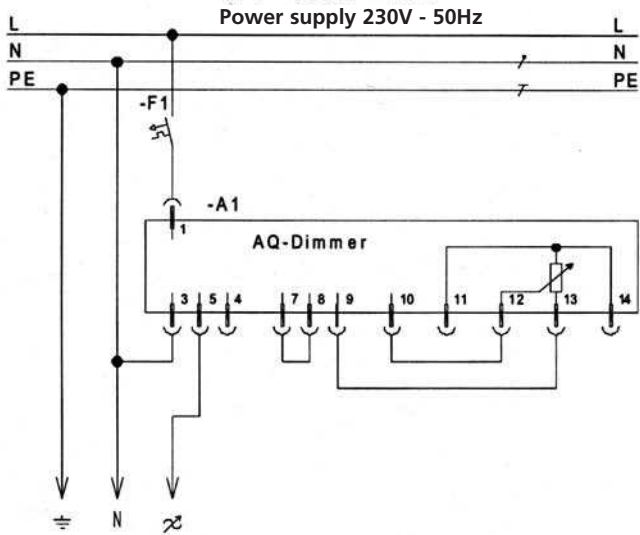 Power supply 230V - 50Hz
L L
N N
PE PE
-F1
-A1
1
AQ-Dimmer
3 5 4 7 8 9 10 11 12 13 14
N